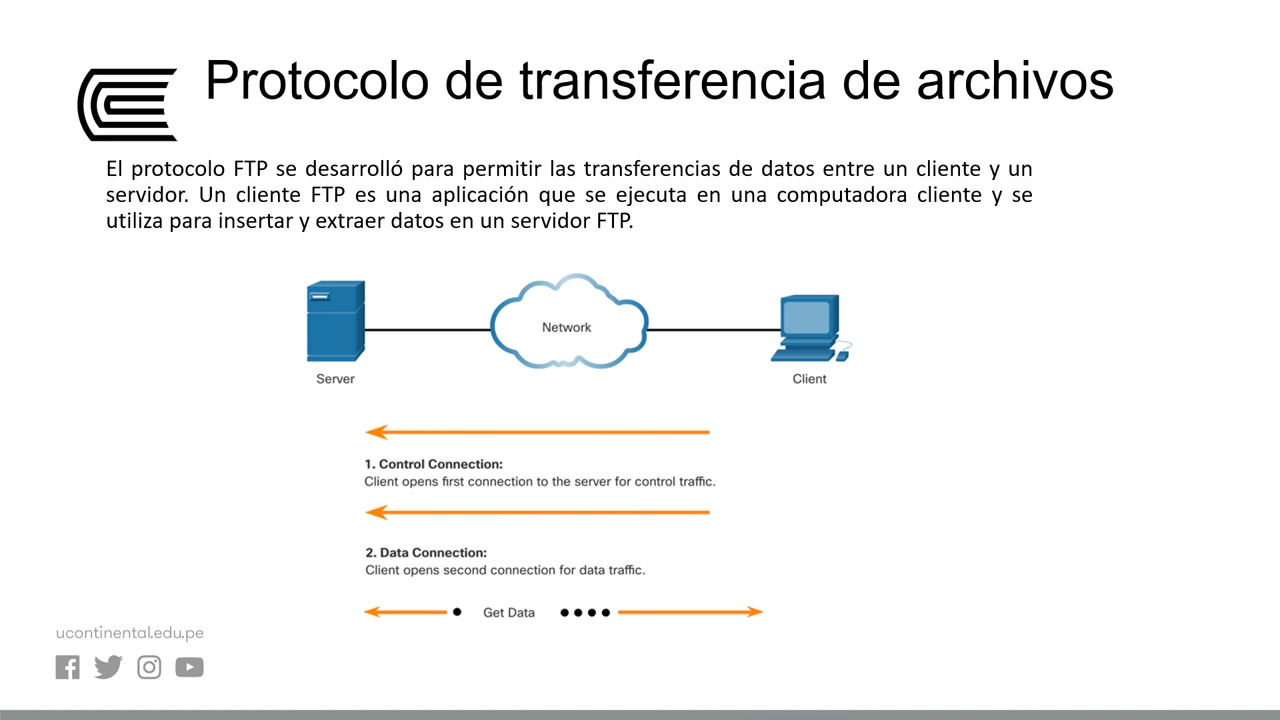 Protocolo de transferencia de archivos
El protocolo FTP se desarrolló para permitir las transferencias de datos entre un cliente y un
servidor. Un cliente FTP es una aplicación que se ejecuta en una computadora cliente y se
utiliza para insertar y extraer datos en un servidor FTP.
Network
Server
Client
1. Control Connection:
Client opens first connection to the server for control traffic.
2. Data Connection:
Client opens second connection for data traffic.
Get Data
ucontinental.edu.pe